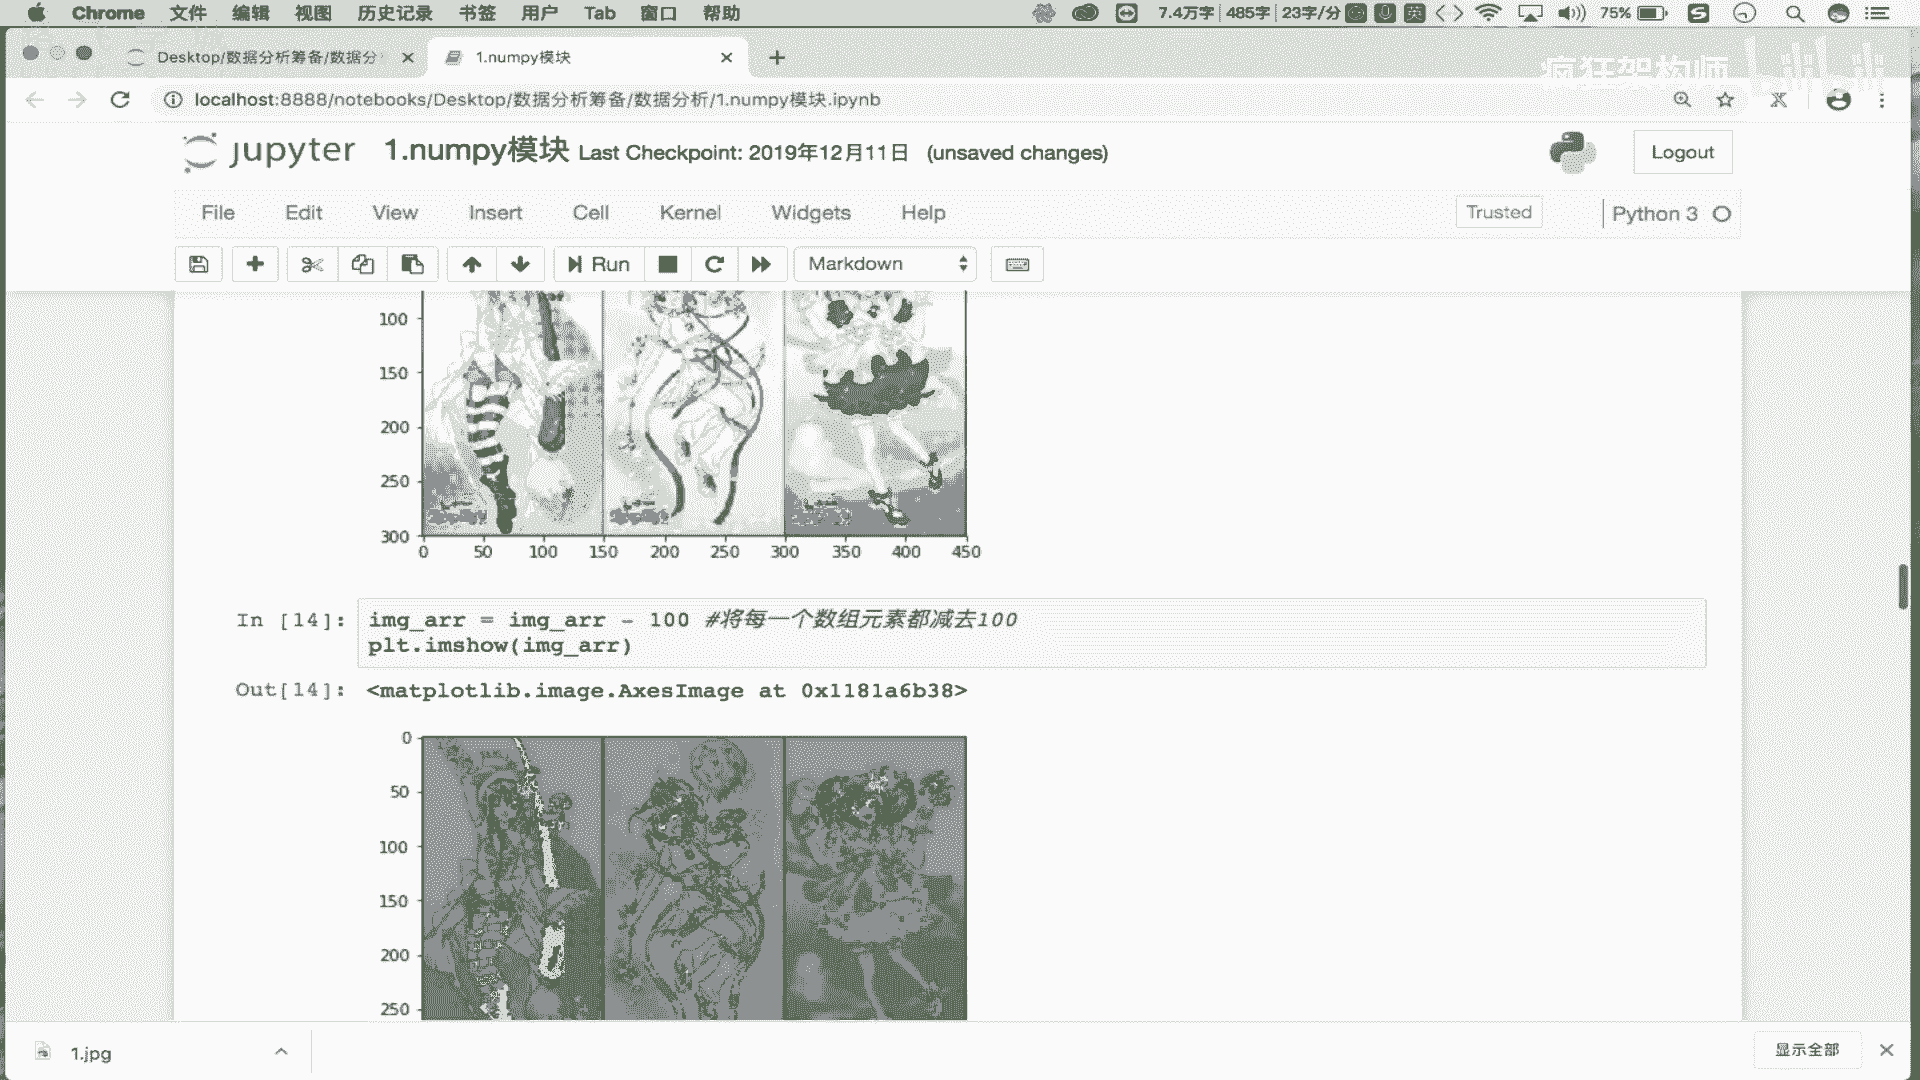 Chrome 文件 编辑 视图 历史记录 书签 用户 Tab 窗口 帮助 7.4万字 485字 23字/分 英 75%
Desktop/数据分析筹备/数据分 1.numpy模块
疯狂架构师 bilibili
localhost:8888/notebooks/Desktop/数据分析筹备/数据分析/1.numpy模块.ipynb
jupyter 1.numpy模块 Last Checkpoint: 2019年12月11日 (unsaved changes) Logout
File Edit View Insert Cell Kernel Widgets Help Trusted Python 3
Run Markdown
100
150
200
250
300
0 50 100 150 200 250 300 350 400 450
In [14]: img_arr = img_arr - 100 #将每一个数组元素都减去100
plt.imshow(img_arr)
Out[14]: <matplotlib.image.AxesImage at 0x1181a6b38>
0
50
100
150
200
250
1.jpg 显示全部